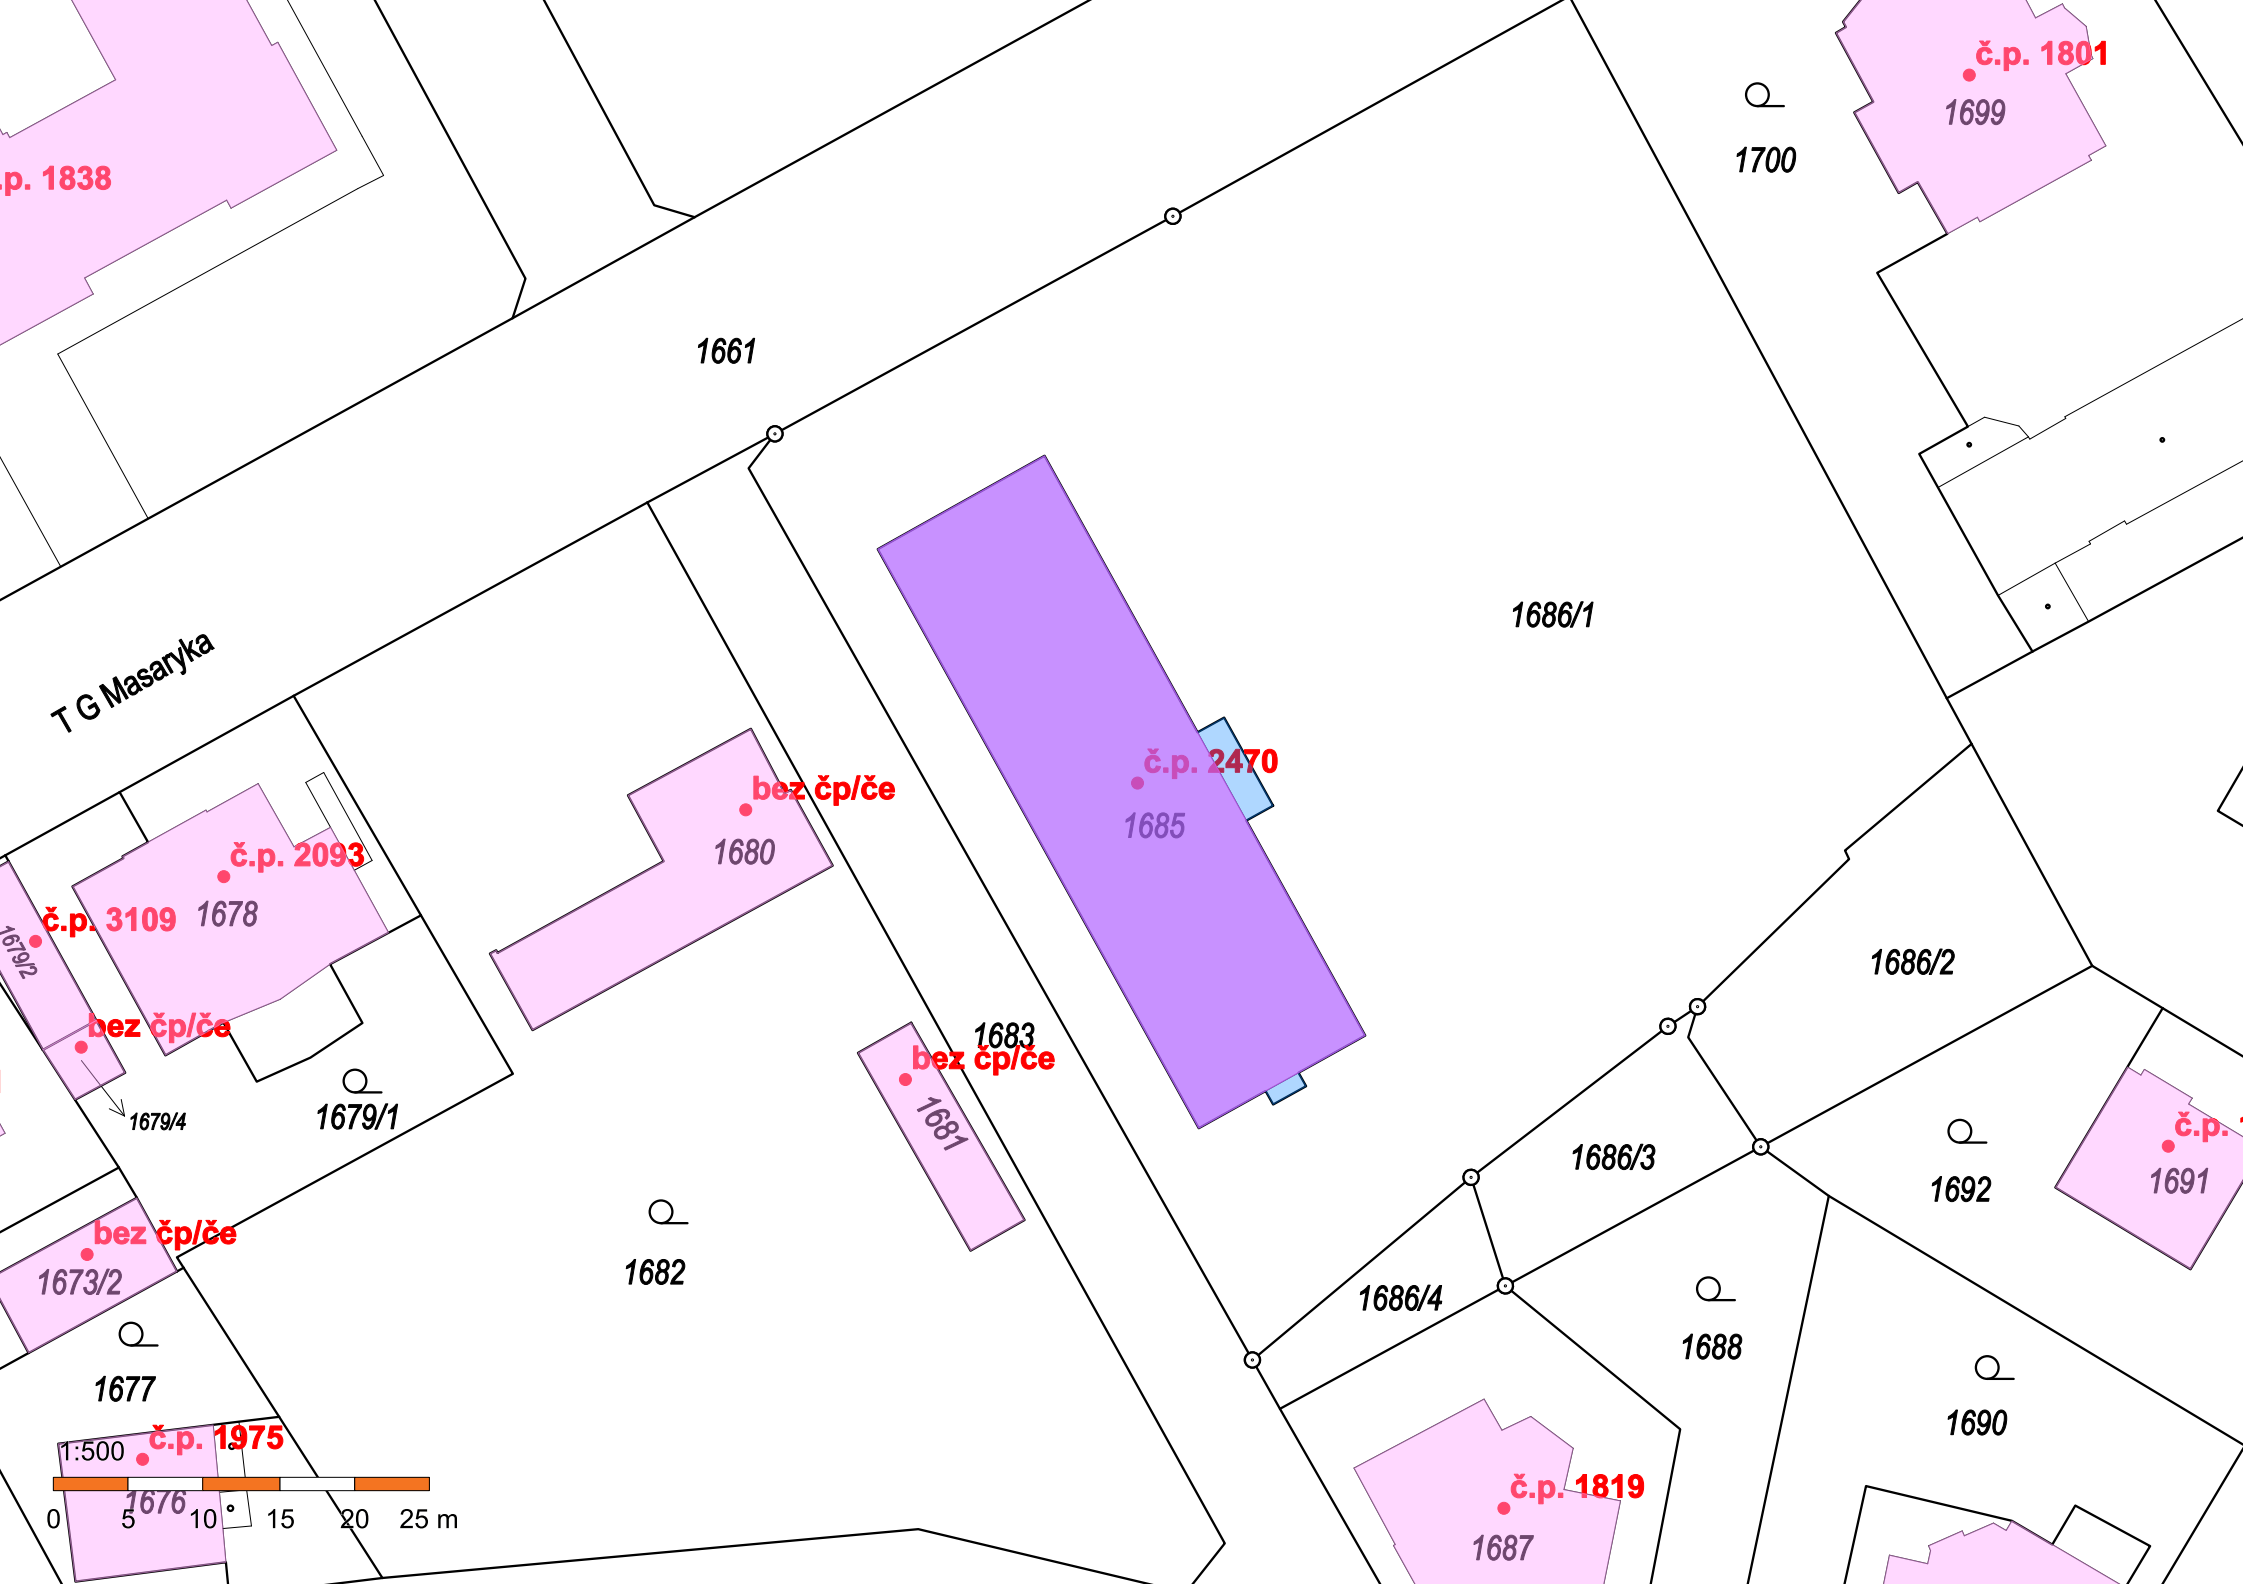 č.p. 1801
1699
1700
.p. 1838
1661
1686/1
T G Masaryka
č.p. 2470
1685
bez čp/če
1680
č.p. 2093
1678
č.p. 3109
1679/2
bez čp/če
1679/4
1679/1
1686/2
1683
bez čp/če
1681
1686/3
č.p. 1
1691
1692
bez čp/če
1673/2
1682
1686/4
1688
1677
1690
č.p. 1975
1:500
1676
0 5 10 15 20 25 m
č.p. 1819
1687